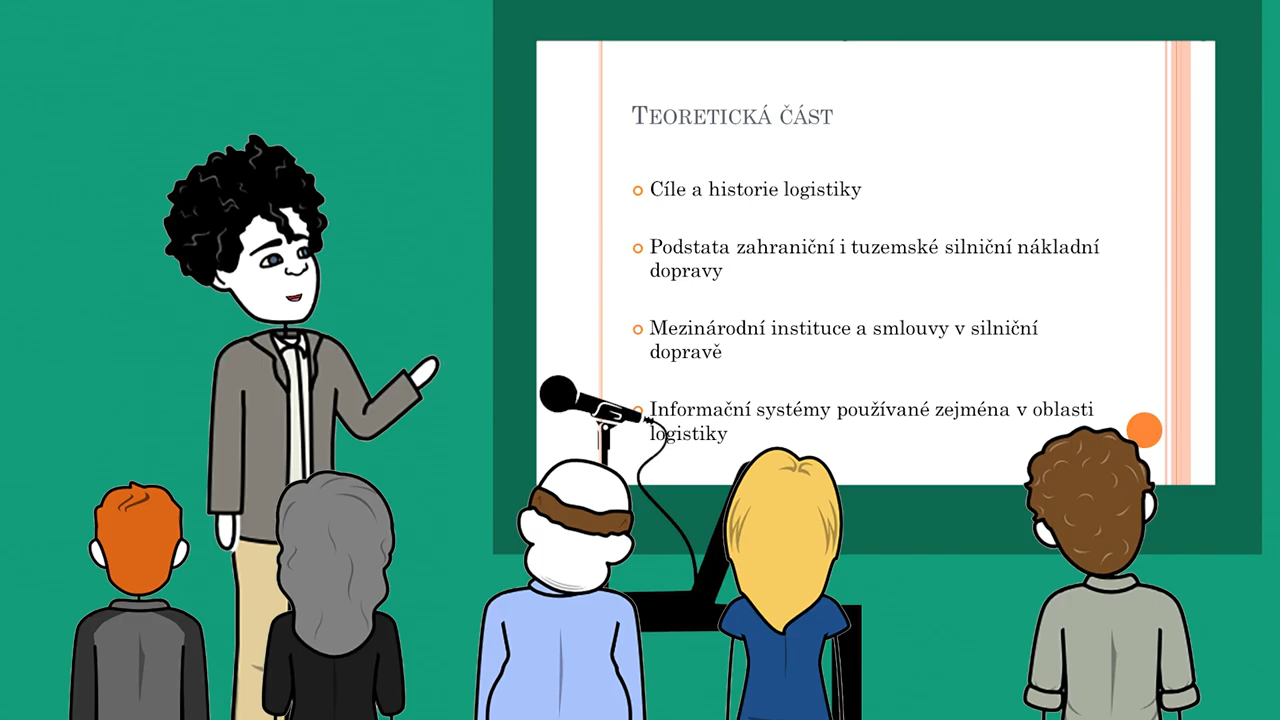 Teoretická část
Cíle a historie logistiky
Podstata zahraniční i tuzemské silniční nákladní
dopravy
Mezinárodní instituce a smlouvy v silniční
dopravě
Informační systémy používané zejména v oblasti
logistiky